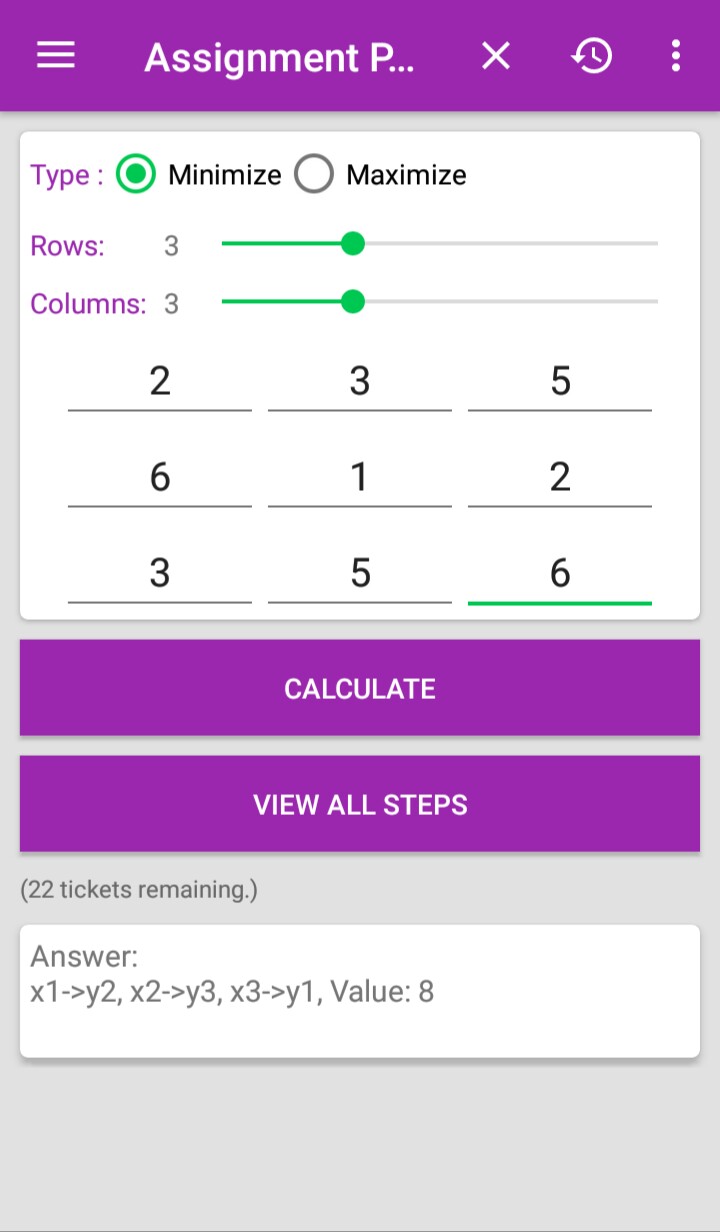 Assignment P...
Type : Minimize Maximize
Rows: 3
Columns: 3
2 3 5
6 1 2
3 5 6
CALCULATE
VIEW ALL STEPS
(22 tickets remaining.)
Answer:
x1->y2, x2->y3, x3->y1, Value: 8